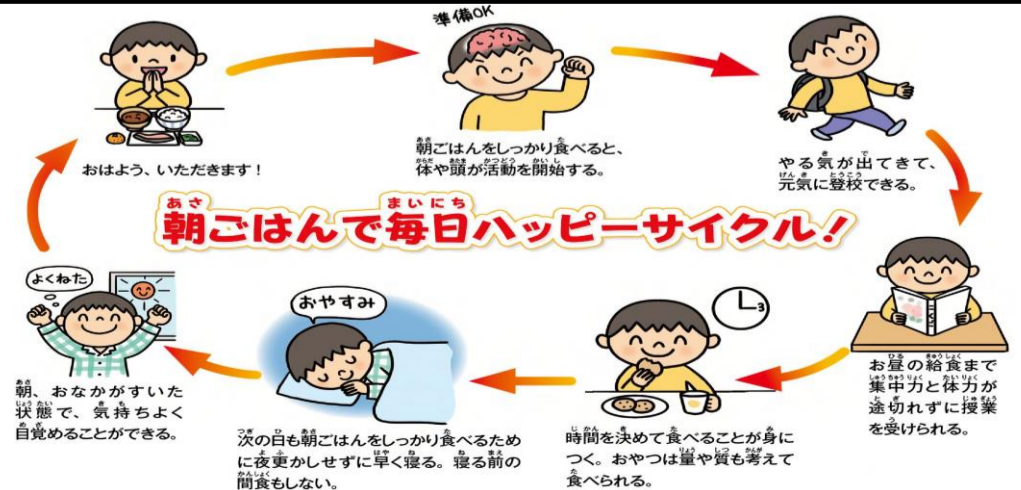 おはよう、いただきます！
準備OK
朝ごはんをしっかり食べると、
体や頭が活動を開始する。
やる気が出てきて、
元気に登校できる。
朝ごはんで毎日ハッピーサイクル！
お昼の給食まで
集中力と体力が
途切れずに授業
を受けられる。
3
時間を決めて食べることが身に
つく。おやつは量や質も考えて
食べられる。
おやすみ
次の日も朝ごはんをしっかり食べるため
に夜更かしせずに早く寝る。寝る前の
間食もしない。
よくねた
朝、おなかがすいた
状態で、気持ちよく
目覚めることができる。